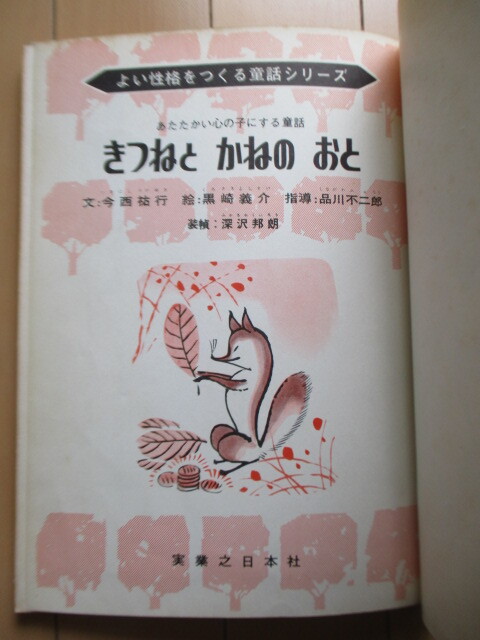 よい性格をつくる童話シリーズ
あたたかい心の子にする童話
きつねと かねの おと
文:今西祐行 絵:黒崎義介 指導:品川不二郎
装幀:深沢邦朗
実業之日本社